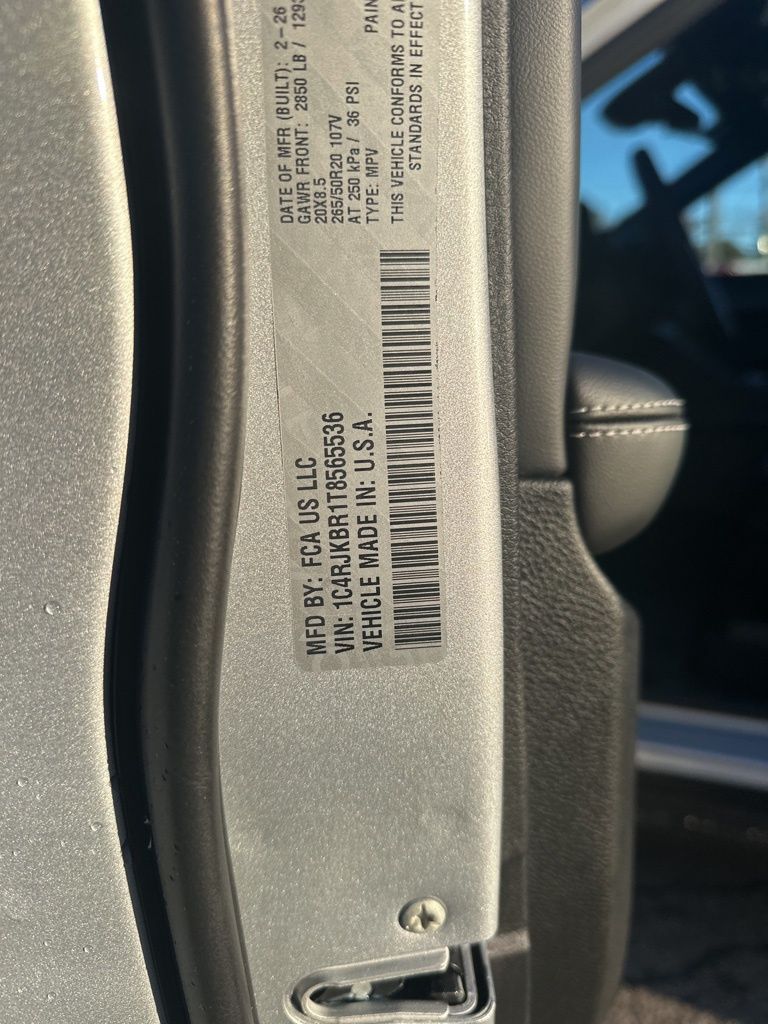 MFD BY: FCA US LLC
VIN: 1C4RJKBR1T8565536
VEHICLE MADE IN: U.S.A.
DATE OF MFR (BUILT): 2-26
GAWR FRONT: 2850 LB / 1293
20X8.5
265/50R20 107V
AT 250 kPa / 36 PSI
TYPE: MPV PAIN
THIS VEHICLE CONFORMS TO
STANDARDS IN EFFECT